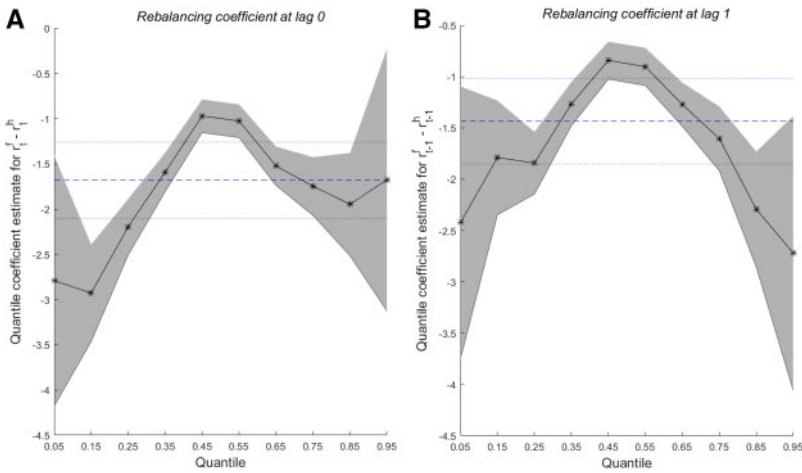 A
Rebalancing coefficient at lag 0
Quantile coefficient estimate for r_t^f - r_t^h
0
-0.5
-1
-1.5
-2
-2.5
-3
-3.5
-4
-4.5
0.05 0.15 0.25 0.35 0.45 0.55 0.65 0.75 0.85 0.95
Quantile
B
Rebalancing coefficient at lag 1
Quantile coefficient estimate for r_{t-1}^f - r_{t-1}^h
-0.5
-1
-1.5
-2
-2.5
-3
-3.5
-4
-4.5
0.05 0.15 0.25 0.35 0.45 0.55 0.65 0.75 0.85 0.95
Quantile